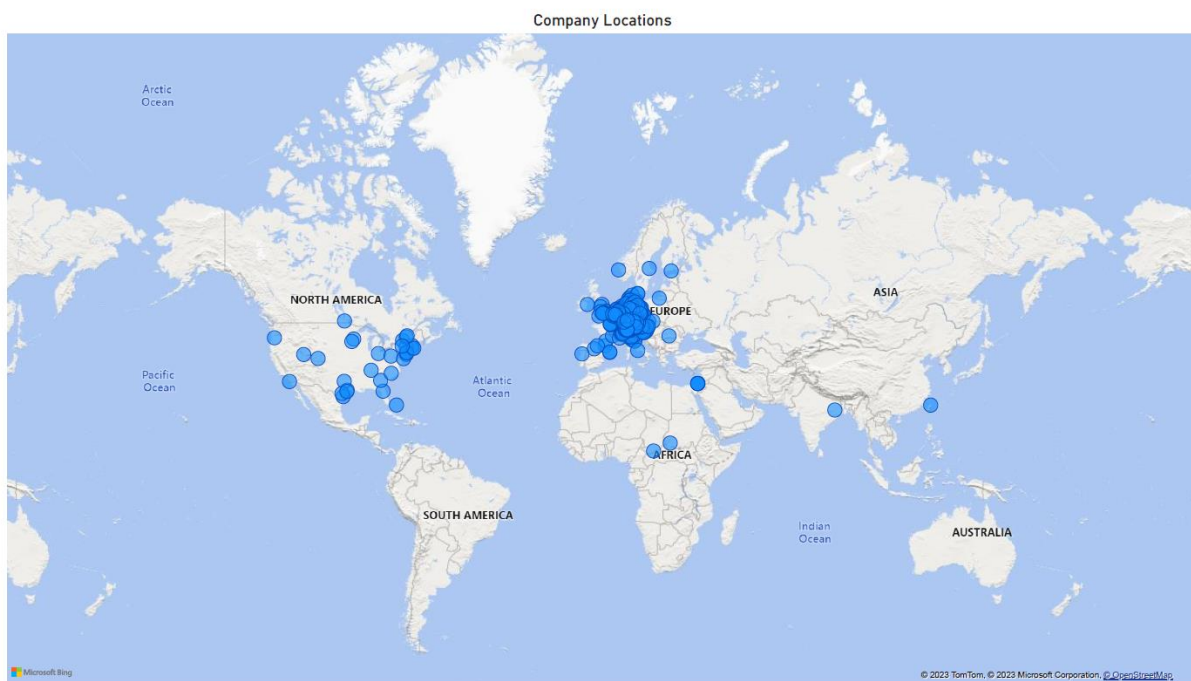 Company Locations
Arctic
Ocean
NORTH AMERICA
EUROPE
ASIA
Pacific
Ocean
Atlantic
Ocean
AFRICA
SOUTH AMERICA
Indian
Ocean
AUSTRALIA
Microsoft Bing
© 2023 TomTom, © 2023 Microsoft Corporation, © OpenStreetMap